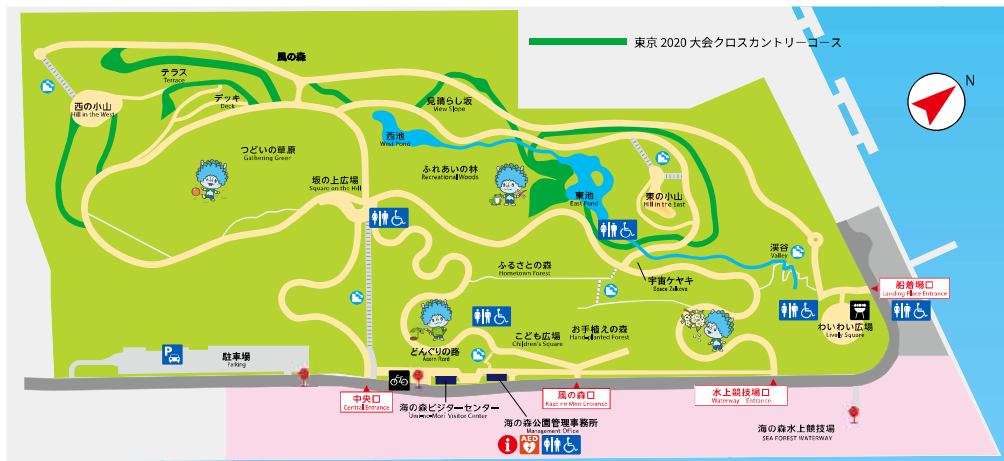 東京 2020 大会クロスカントリーコース
N
風の森
テラス
Terrace
デッキ
Deck
西の小山
Hill in the West
見晴らし坂
View Slope
西池
West Pond
つどいの草原
Gathering Green
ふれあいの林
Recreational Woods
坂の上広場
Square on the Hill
東池
East Pond
東の小山
Hill in the East
渓谷
Valley
ふるさとの森
Hometown Forest
宇宙ケヤキ
Space Zelkova
船着場口
Landing Place Entrance
わいわい広場
Lively Square
お手植えの森
Hand-planted Forest
こども広場
Children's Square
どんぐりの路
Acorn Road
P
駐車場
Parking
中央口
Central Entrance
海の森ビジターセンター
Umi-no-Mori Visitor Center
海の森公園管理事務所
Management Office
i
AED
風の森口
Kaze no Mori Entrance
水上競技場口
Waterway Entrance
海の森水上競技場
SEA FOREST WATERWAY